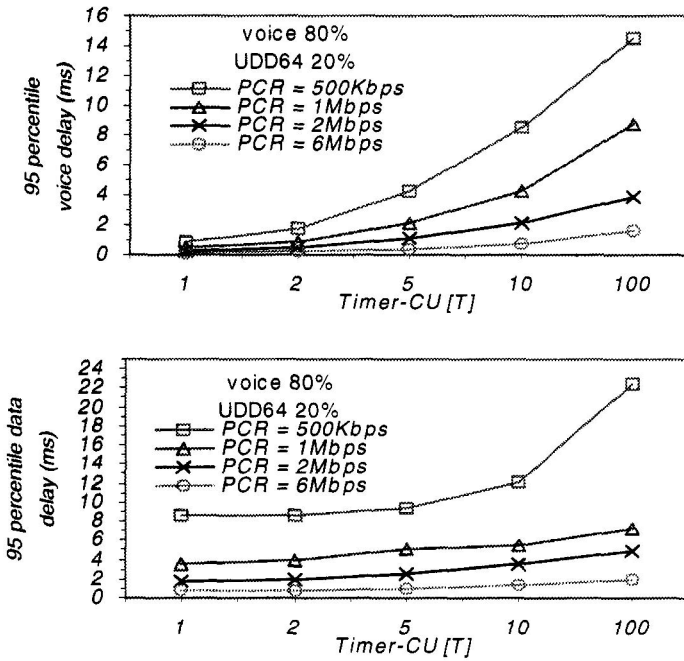 16
14
12
10
8
6
4
2
0
95 percentile
voice delay (ms)
voice 80%
UDD64 20%
PCR = 500Kbps
PCR = 1Mbps
PCR = 2Mbps
PCR = 6Mbps
1 2 5 10 100
Timer-CU [T]
24
22
20
18
16
14
12
10
8
6
4
2
0
95 percentile data
delay (ms)
voice 80%
UDD64 20%
PCR = 500Kbps
PCR = 1Mbps
PCR = 2Mbps
PCR = 6Mbps
1 2 5 10 100
Timer-CU [T]